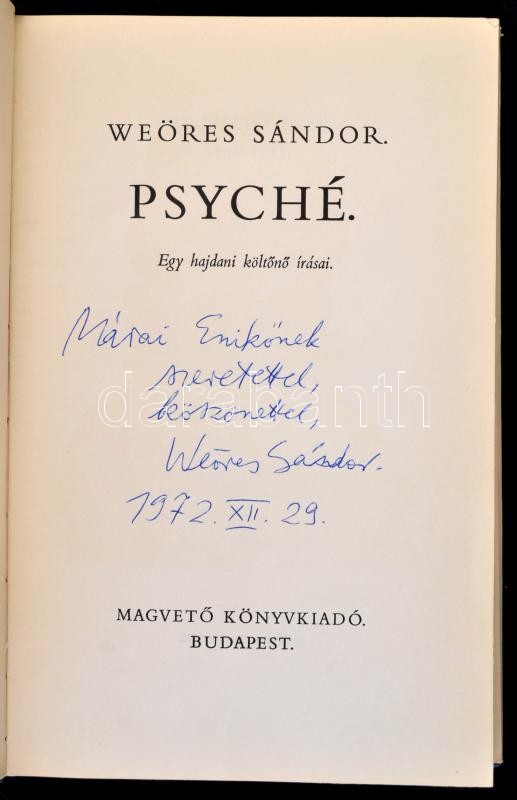 WEÖRES SÁNDOR.
PSYCHÉ.
Egy hajdani költőnő írásai.
Márai Enikőnek
szeretettel,
köszönettel,
Weöres Sándor.
1972. XII. 29.
darabanth
MAGVETŐ KÖNYVKIADÓ.
BUDAPEST.